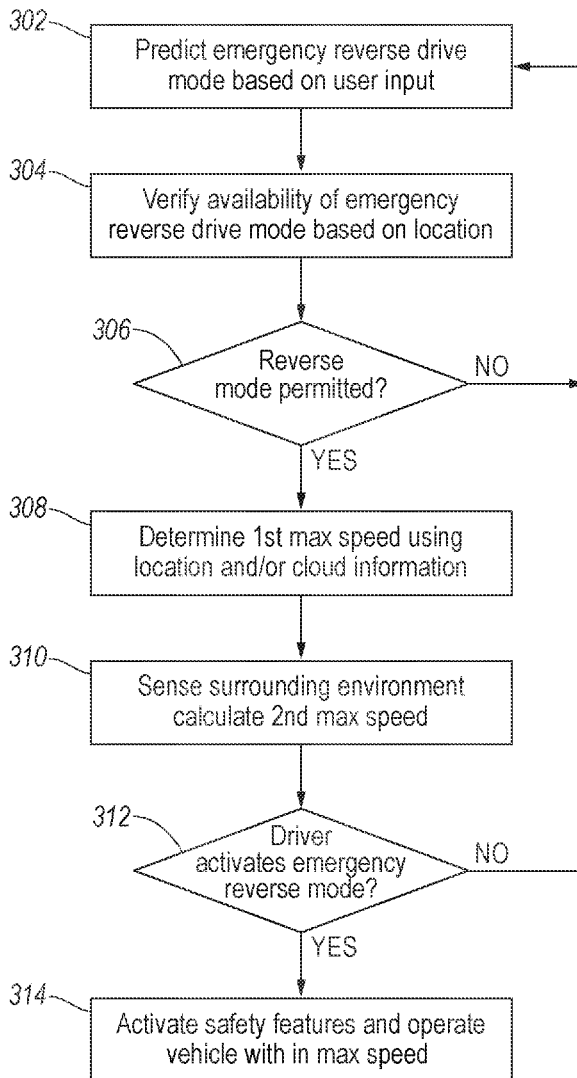 302
Predict emergency reverse drive
mode based on user input
304
Verify availability of emergency
reverse drive mode based on location
306
Reverse
mode permitted?
NO
YES
308
Determine 1st max speed using
location and/or cloud information
310
Sense surrounding environment
calculate 2nd max speed
312
Driver
activates emergency
reverse mode?
NO
YES
314
Activate safety features and operate
vehicle with in max speed